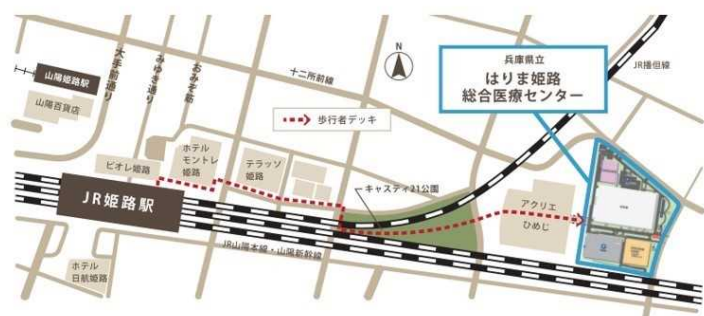 兵庫県立
はりま姫路
総合医療センター
N
JR播但線
十二所前線
大手前通り
みゆき通り
おみぞ筋
山陽姫路駅
山陽百貨店
歩行者デッキ
ピオレ姫路
ホテル
モントレ
姫路
テラッソ
姫路
キャスティ21公園
アクリエ
ひめじ
JR姫路駅
JR山陽本線・山陽新幹線
ホテル
日航姫路